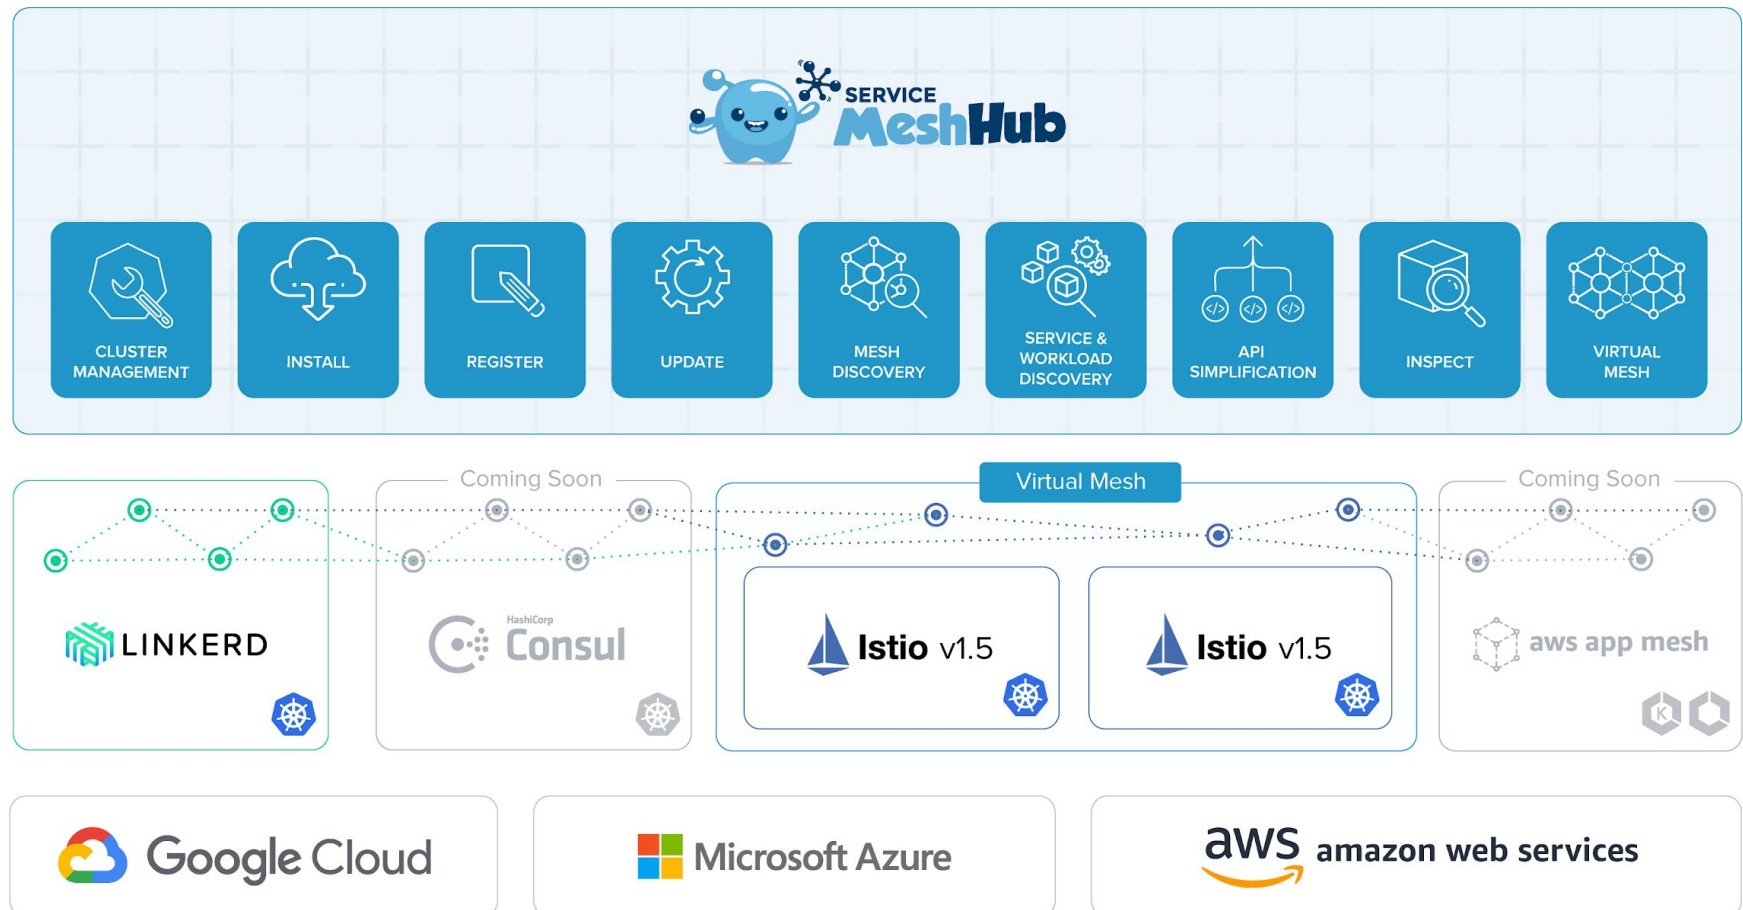 SERVICE
MeshHub
CLUSTER
MANAGEMENT
INSTALL
REGISTER
UPDATE
MESH
DISCOVERY
SERVICE &
WORKLOAD
DISCOVERY
</>
</>
</>
API
SIMPLIFICATION
INSPECT
VIRTUAL
MESH
LINKERD
Coming Soon
HashiCorp
Consul
Virtual Mesh
Istio v1.5
Istio v1.5
Coming Soon
aws app mesh
K
Google Cloud
Microsoft Azure
aws amazon web services